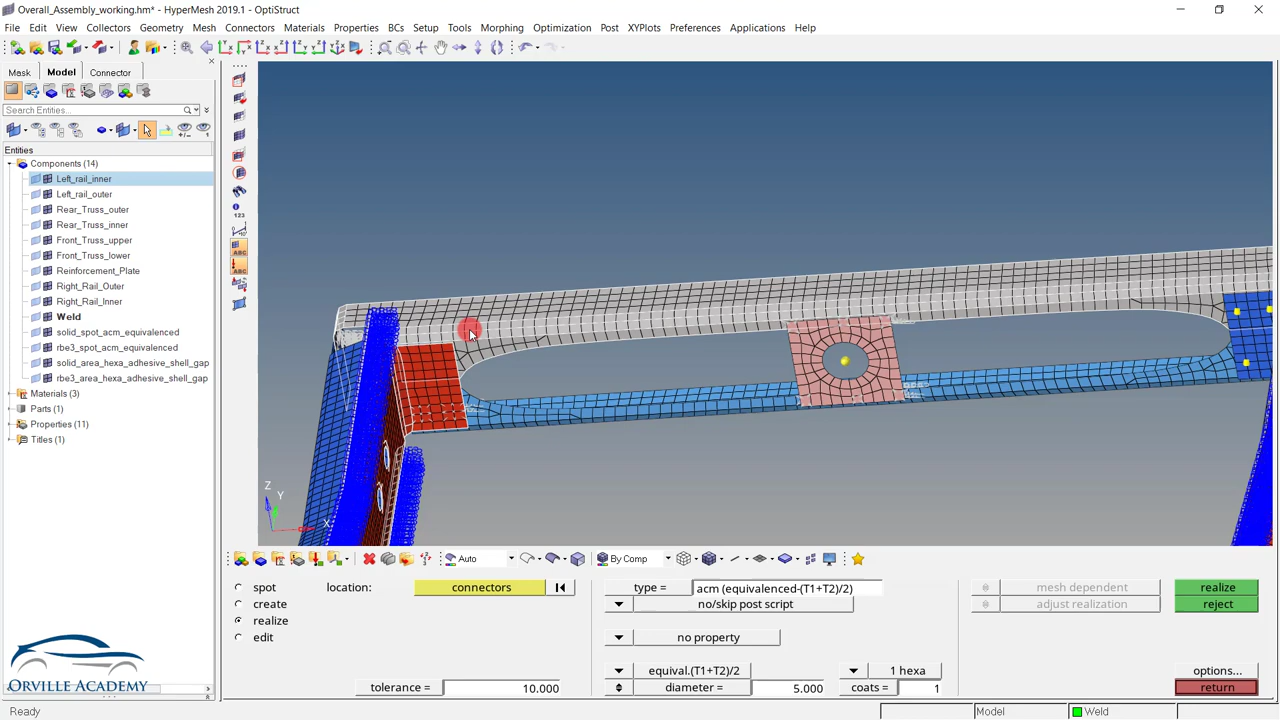 Overall_Assembly_working.hm* - HyperMesh 2019.1 - OptiStruct
File Edit View Collectors Geometry Mesh Connectors Materials Properties BCs Setup Tools Morphing Optimization Post XYPlots Preferences Applications Help
Mask Model Connector
Search Entities...
Entities
Components (14)
Left_rail_inner
Left_rail_outer
Rear_Truss_outer
Rear_Truss_inner
Front_Truss_upper
Front_Truss_lower
Reinforcement_Plate
Right_Rail_Outer
Right_Rail_Inner
Weld
solid_spot_acm_equivalenced
rbe3_spot_acm_equivalenced
solid_area_hexa_adhesive_shell_gap
rbe3_area_hexa_adhesive_shell_gap
Materials (3)
Parts (1)
Properties (11)
Titles (1)
123
ABC
ABC
Z
Y
X
Auto By Comp
spot location: connectors type = acm (equivalenced-(T1+T2)/2) mesh dependent realize
create no/skip post script adjust realization reject
realize
edit no property
equival.(T1+T2)/2 1 hexa options...
tolerance = 10.000 diameter = 5.000 coats = 1 return
ORVILLE ACADEMY
Ready Model Weld